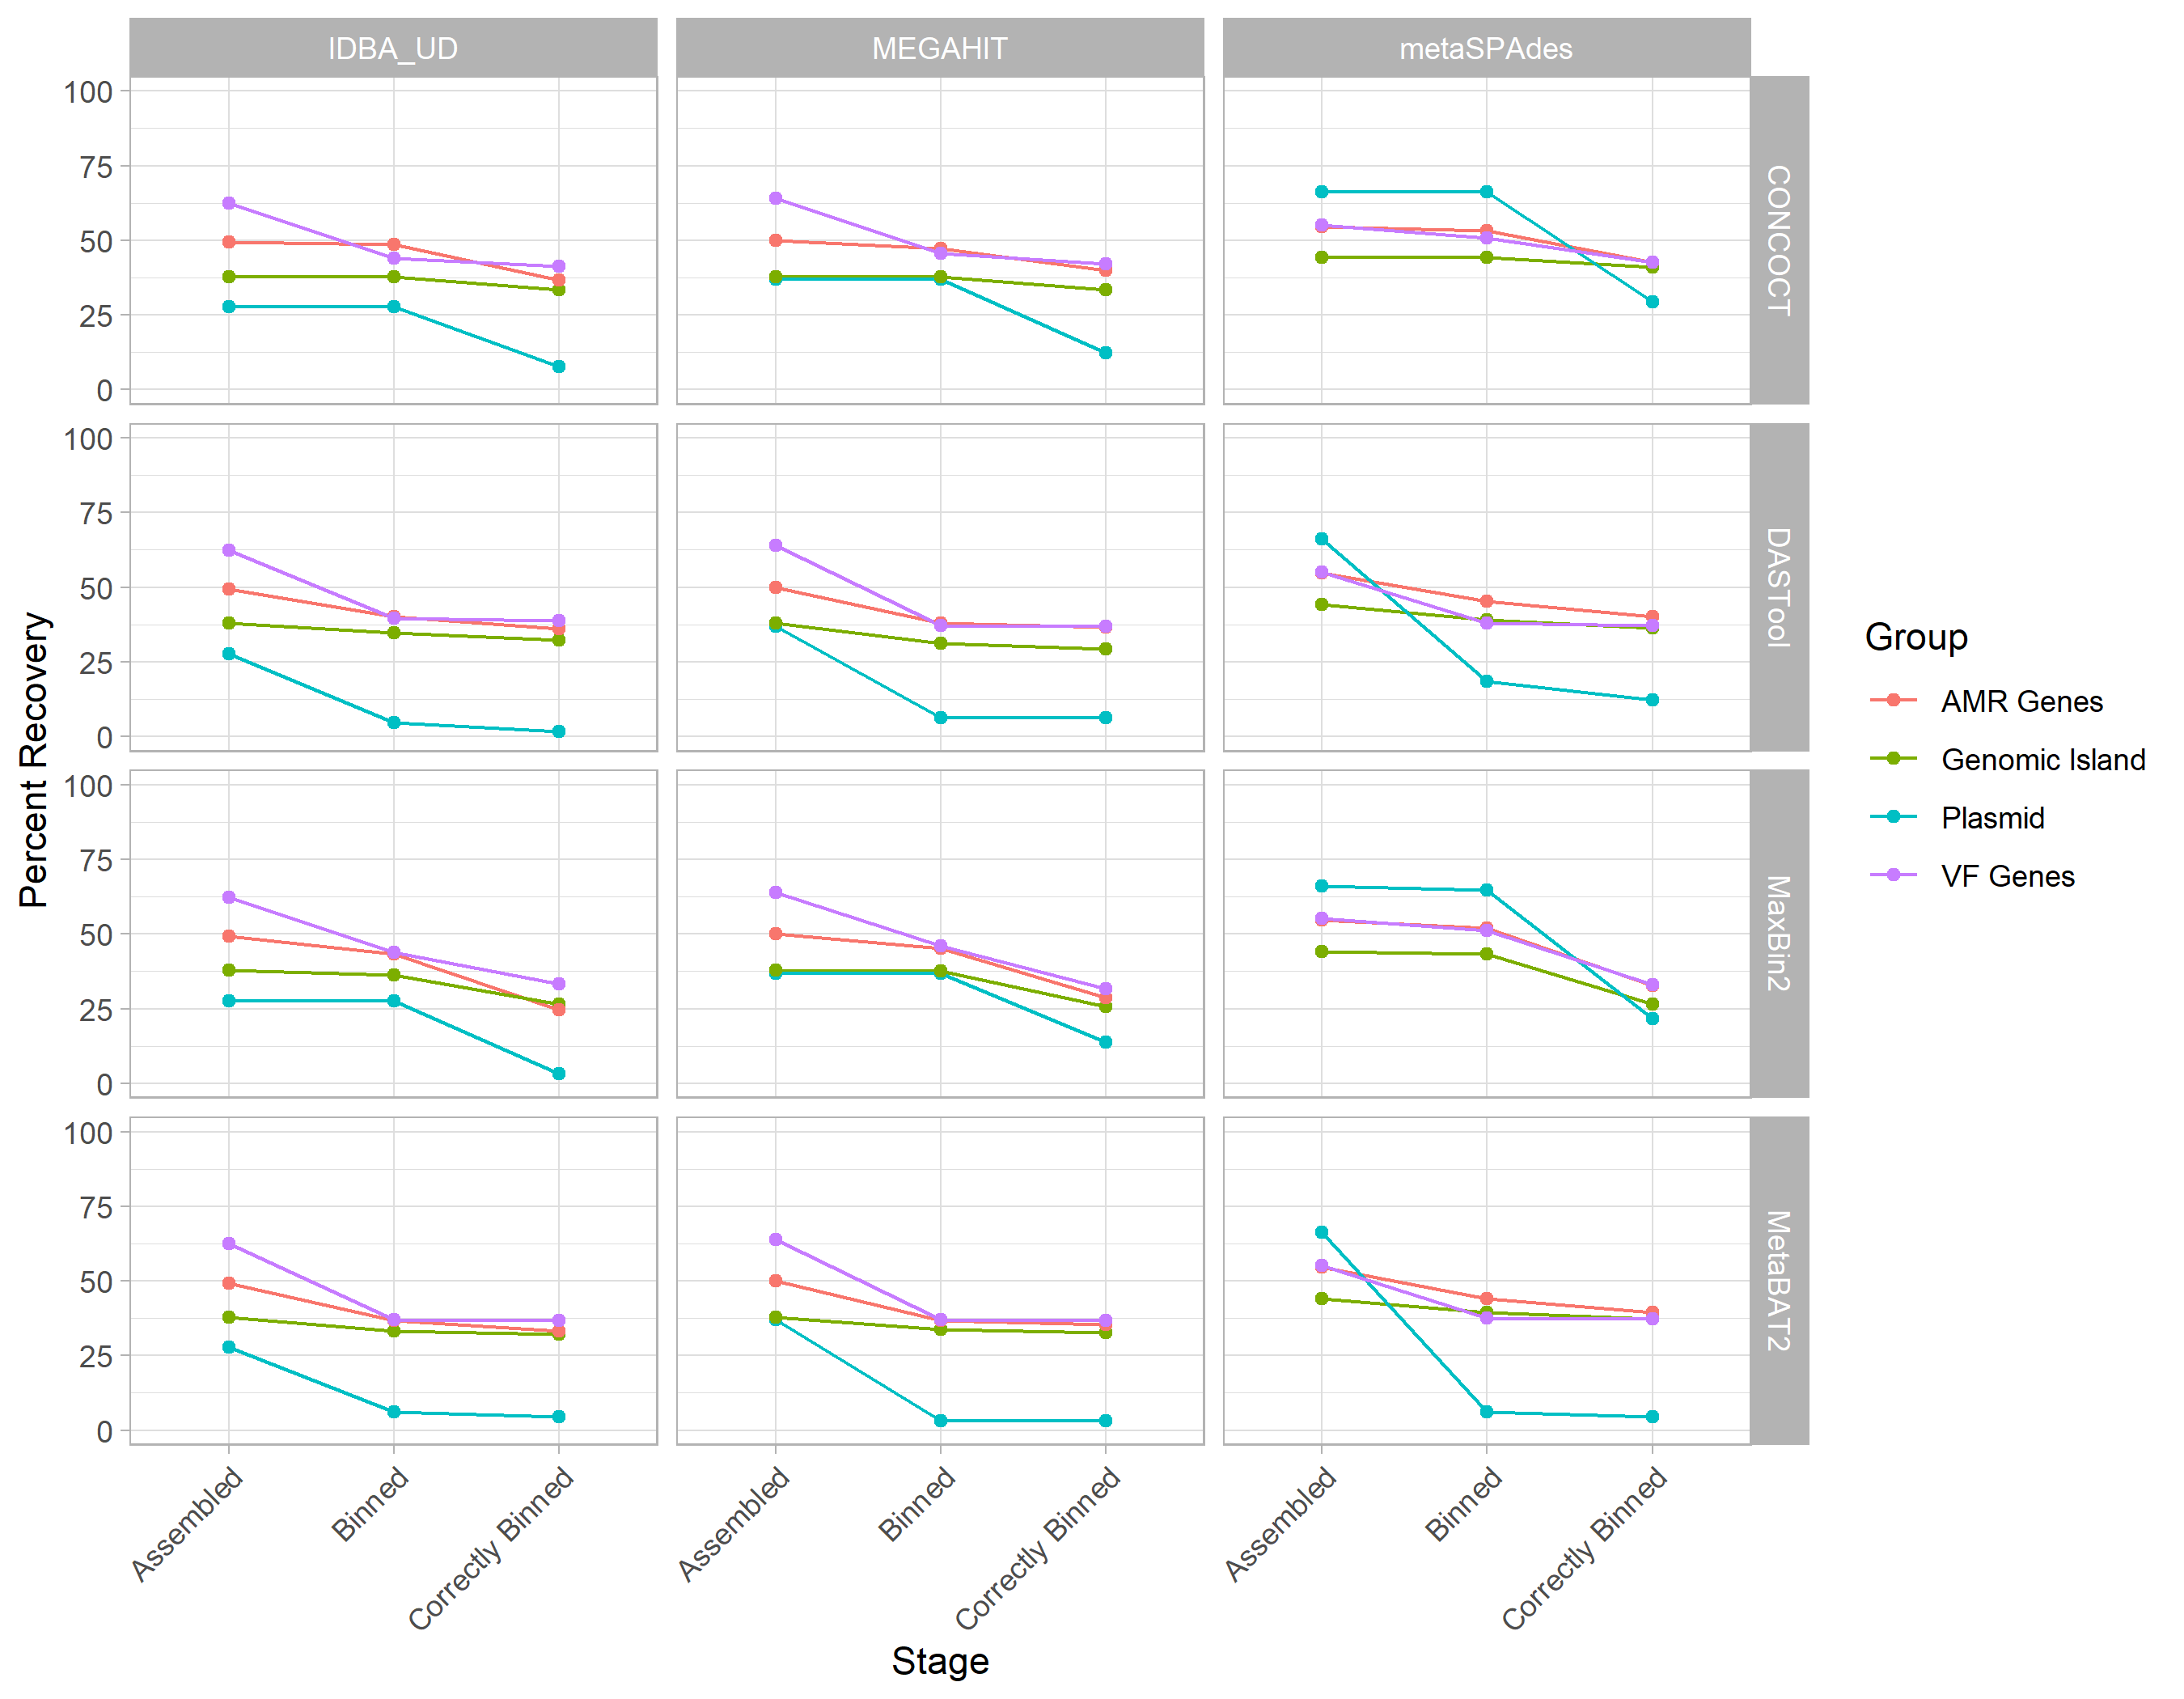 IDBA_UD MEGAHIT metaSPAdes
100
75
50
25
0
CONCOCT
100
75
50
25
0
DASTool
100
75
50
25
0
MaxBin2
100
75
50
25
0
MetaBAT2
Percent Recovery
Assembled Binned Correctly Binned Assembled Binned Correctly Binned Assembled Binned Correctly Binned
Stage
Group
AMR Genes
Genomic Island
Plasmid
VF Genes